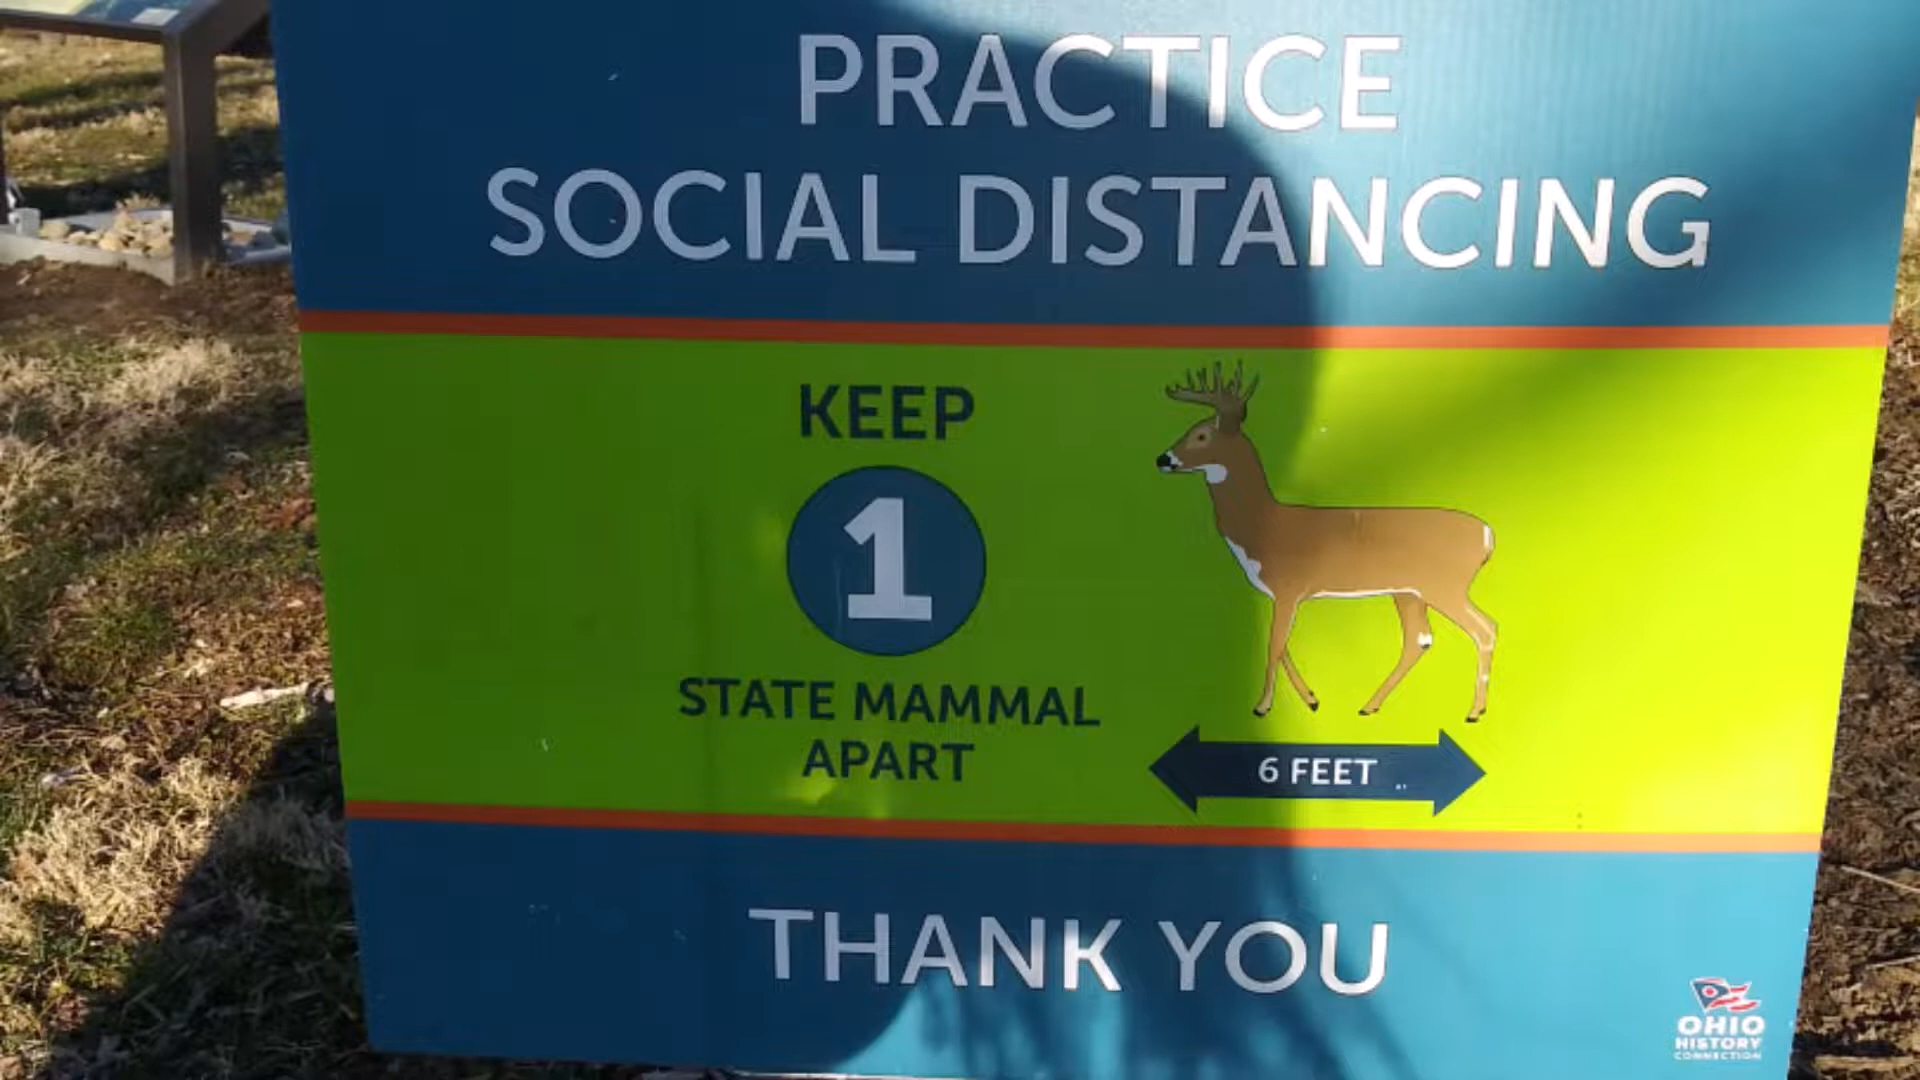 PRACTICE
SOCIAL DISTANCING
KEEP
1
STATE MAMMAL
APART
6 FEET
THANK YOU
OHIO
HISTORY
CONNECTION